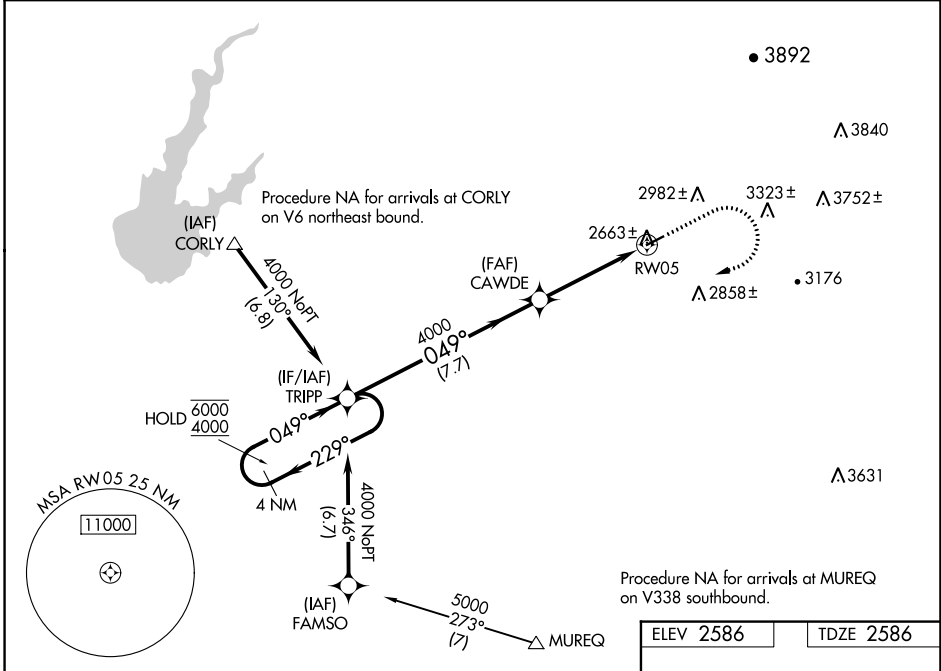 3892
3840
Procedure NA for arrivals at CORLY
on V6 northeast bound.
2982±
3323±
3752±
(IAF)
CORLY
2663±
RW05
(FAF)
CAWDE
3176
2858±
4000 NoPT
130°
(6.8)
4000
049°
(7.7)
(IF/IAF)
TRIPP
HOLD 6000
4000
049°
229°
4 NM
3631
MSA RW05 25 NM
11000
4000 NoPT
346°
(6.7)
(IAF)
FAMSO
5000
273°
(7)
MUREQ
Procedure NA for arrivals at MUREQ
on V338 southbound.
ELEV 2586
TDZE 2586